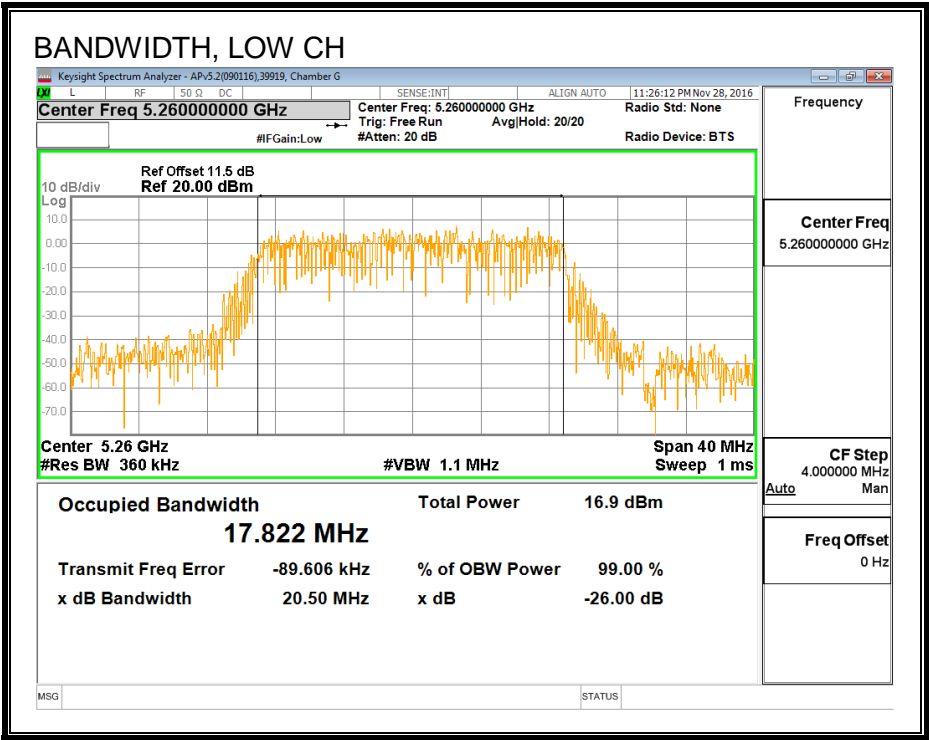 BANDWIDTH, LOW CH
Keysight Spectrum Analyzer - APv5.2(090116),39919, Chamber G
LXI L RF 50 Ω DC SENSE:INT ALIGN AUTO 11:26:12 PM Nov 28, 2016
Center Freq 5.260000000 GHz
Center Freq: 5.260000000 GHz
Radio Std: None
Trig: Free Run Avg|Hold: 20/20
#IFGain:Low
#Atten: 20 dB
Radio Device: BTS
Ref Offset 11.5 dB
10 dB/div Ref 20.00 dBm
Log
10.0
0.00
-10.0
-20.0
-30.0
-40.0
-50.0
-60.0
-70.0
Center 5.26 GHz Span 40 MHz
#Res BW 360 kHz #VBW 1.1 MHz Sweep 1 ms
Occupied Bandwidth Total Power 16.9 dBm
17.822 MHz
Transmit Freq Error -89.606 kHz % of OBW Power 99.00 %
x dB Bandwidth 20.50 MHz x dB -26.00 dB
MSG STATUS
Frequency
Center Freq
5.260000000 GHz
CF Step
4.000000 MHz
Auto Man
Freq Offset
0 Hz